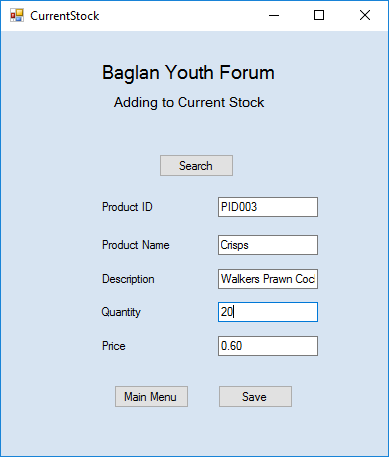 CurrentStock
Baglan Youth Forum
Adding to Current Stock
Search
Product ID PID003
Product Name Crisps
Description Walkers Prawn Coc
Quantity 20
Price 0.60
Main Menu Save